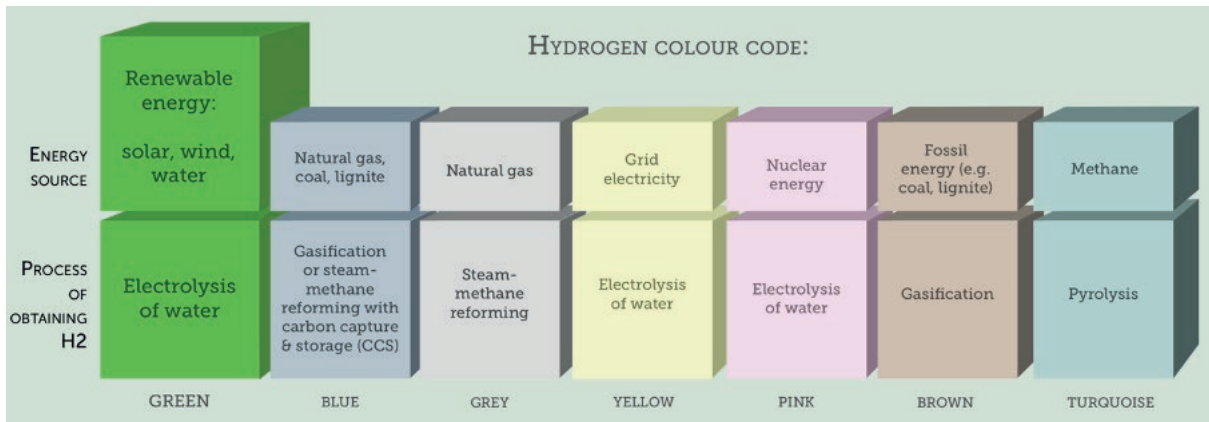 HYDROGEN COLOUR CODE:
ENERGY
SOURCE
Renewable
energy:
solar, wind,
water
Natural gas,
coal, lignite
Natural gas
Grid
electricity
Nuclear
energy
Fossil
energy (e.g.
coal, lignite)
Methane
PROCESS
OF
OBTAINING
H2
Electrolysis
of water
Gasification
or steam-
methane
reforming with
carbon capture
& storage (CCS)
Steam-
methane
reforming
Electrolysis
of water
Electrolysis
of water
Gasification
Pyrolysis
GREEN
BLUE
GREY
YELLOW
PINK
BROWN
TURQUOISE